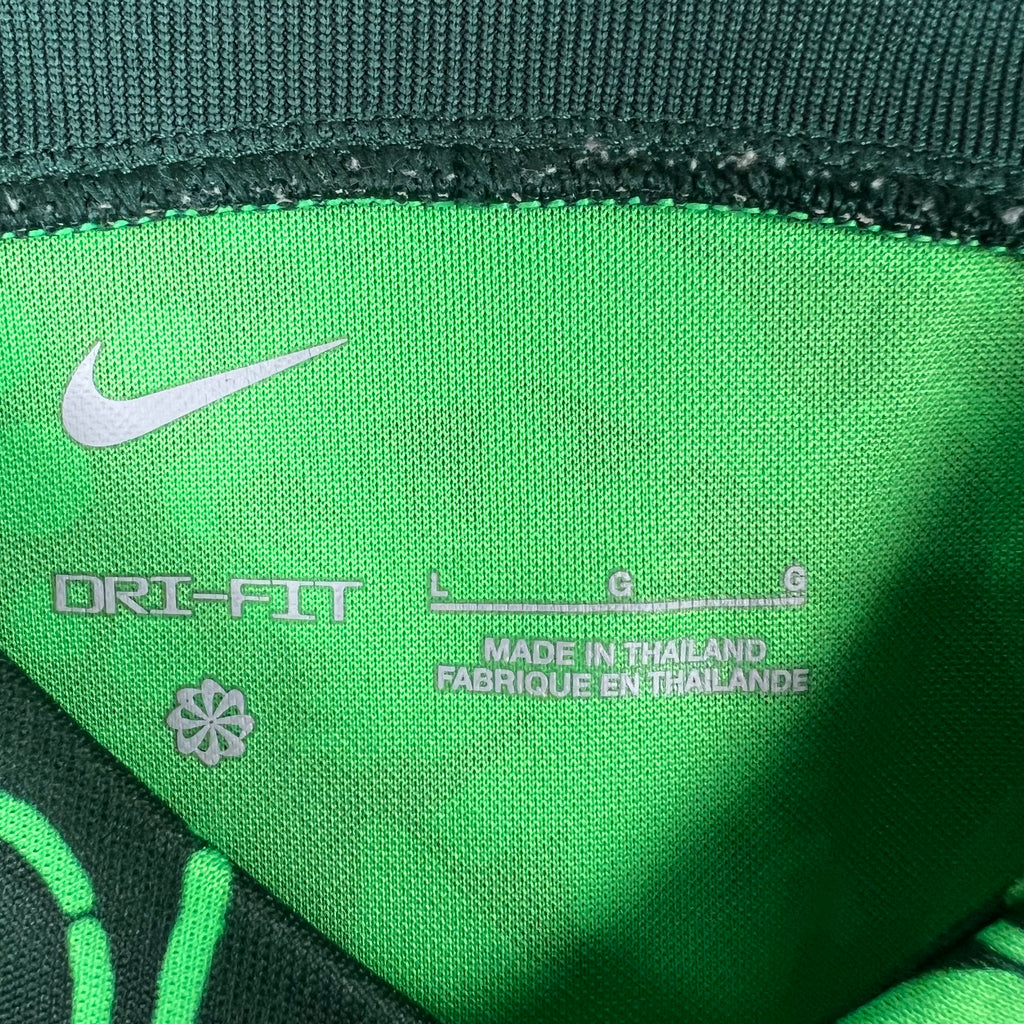 DRI-FIT
L G G
MADE IN THAILAND
FABRIQUE EN THAILANDE